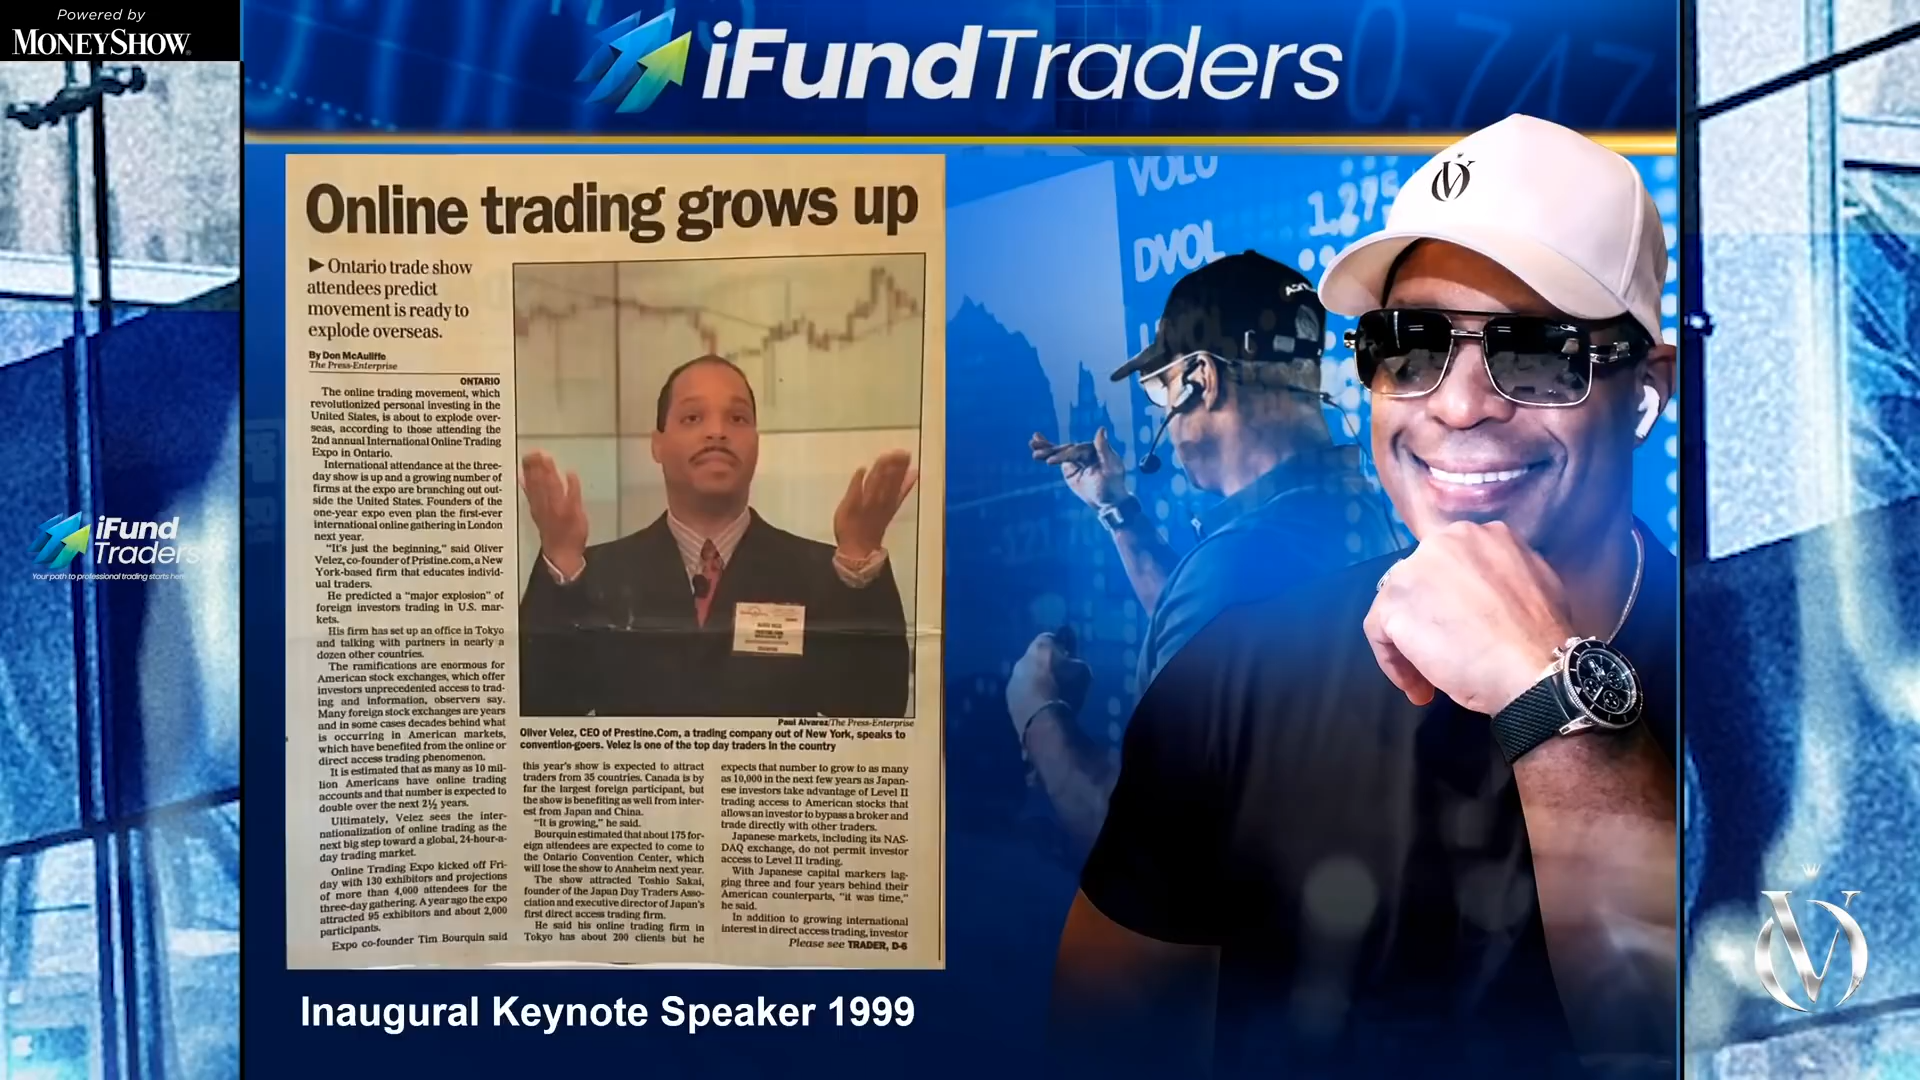 Powered by
MONEYSHOW
iFundTraders
VOLU
DVOL
1.275
0.747
Online trading grows up
▶ Ontario trade show
attendees predict
movement is ready to
explode overseas.
By Don McAuliffe
The Press-Enterprise
ONTARIO
The online trading movement, which
revolutionized personal investing in the
United States, is about to explode over-
seas, according to those attending the
2nd annual International Online Trading
Expo in Ontario.
International attendance at the three-
day show is up and a growing number of
firms at the expo are branching out out-
side the United States. Founders of the
one-year expo even plan the first-ever
international online gathering in London
next year.
"It's just the beginning," said Oliver
Velez, co-founder of Pristine.com, a New
York-based firm that educates individ-
ual traders.
He predicted a "major explosion" of
foreign investors trading in U.S. mar-
kets.
His firm has set up an office in Tokyo
and talking with partners in nearly a
dozen other countries.
The ramifications are enormous for
American stock exchanges, which offer
investors unprecedented access to trad-
ing and information, observers say.
Many foreign stock exchanges are years
and in some cases decades behind what
is occurring in American markets,
which have benefited from the online or
direct access trading phenomenon.
It is estimated that as many as 10 mil-
lion Americans have online trading
accounts and that number is expected to
double over the next 2½ years.
Ultimately, Velez sees the inter-
nationalization of online trading as the
next big step toward a global, 24-hour-a-
day trading market.
Online Trading Expo kicked off Fri-
day with 130 exhibitors and projections
of more than 4,000 attendees for the
three-day gathering. A year ago the expo
attracted 95 exhibitors and about 2,000
participants.
Expo co-founder Tim Bourquin said
Paul Alvarez/The Press-Enterprise
Oliver Velez, CEO of Prestine.Com, a trading company out of New York, speaks to
convention-goers. Velez is one of the top day traders in the country
this year's show is expected to attract
traders from 35 countries. Canada is by
far the largest foreign participant, but
the show is benefiting as well from inter-
est from Japan and China.
"It is growing," he said.
Bourquin estimated that about 175 for-
eign attendees are expected to come to
the Ontario Convention Center, which
will lose the show to Anaheim next year.
The show attracted Toshio Sakai,
founder of the Japan Day Traders Asso-
ciation and executive director of Japan's
first direct access trading firm.
He said his online trading firm in
Tokyo has about 200 clients but he
expects that number to grow to as many
as 10,000 in the next few years as Japan-
ese investors take advantage of Level II
trading access to American stocks that
allows an investor to bypass a broker and
trade directly with other traders.
Japanese markets, including its NAS-
DAQ exchange, do not permit investor
access to Level II trading.
With Japanese capital markets lag-
ging three and four years behind their
American counterparts, "it was time,"
he said.
In addition to growing international
interest in direct access trading, investor
Please see TRADER, D-6
iFund
Traders
Your path to professional trading starts here
Inaugural Keynote Speaker 1999